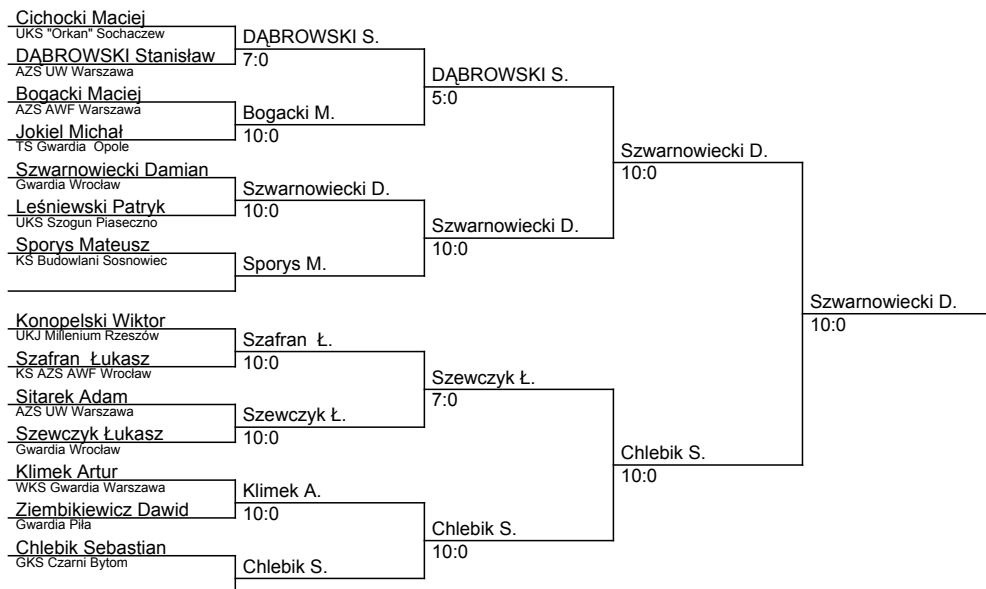 Cichocki Maciej
UKS "Orkan" Sochaczew
DĄBROWSKI Stanisław
AZS UW Warszawa
Bogacki Maciej
AZS AWF Warszawa
Jokiel Michał
TS Gwardia Opole
Szwarnowiecki Damian
Gwardia Wrocław
Leśniewski Patryk
UKS Szogun Piaseczno
Sporys Mateusz
KS Budowlani Sosnowiec
Konopelski Wiktor
UKJ Millenium Rzeszów
Szafran Łukasz
KS AZS AWF Wrocław
Sitarek Adam
AZS UW Warszawa
Szewczyk Łukasz
Gwardia Wrocław
Klimek Artur
WKS Gwardia Warszawa
Ziembikiewicz Dawid
Gwardia Piła
Chlebik Sebastian
GKS Czarni Bytom
DĄBROWSKI S.
7:0
Bogacki M.
10:0
Szwarnowiecki D.
10:0
Sporys M.
Szafran Ł.
10:0
Szewczyk Ł.
10:0
Klimek A.
10:0
Chlebik S.
DĄBROWSKI S.
5:0
Szwarnowiecki D.
10:0
Szewczyk Ł.
7:0
Chlebik S.
10:0
Szwarnowiecki D.
10:0
Chlebik S.
10:0
Szwarnowiecki D.
10:0